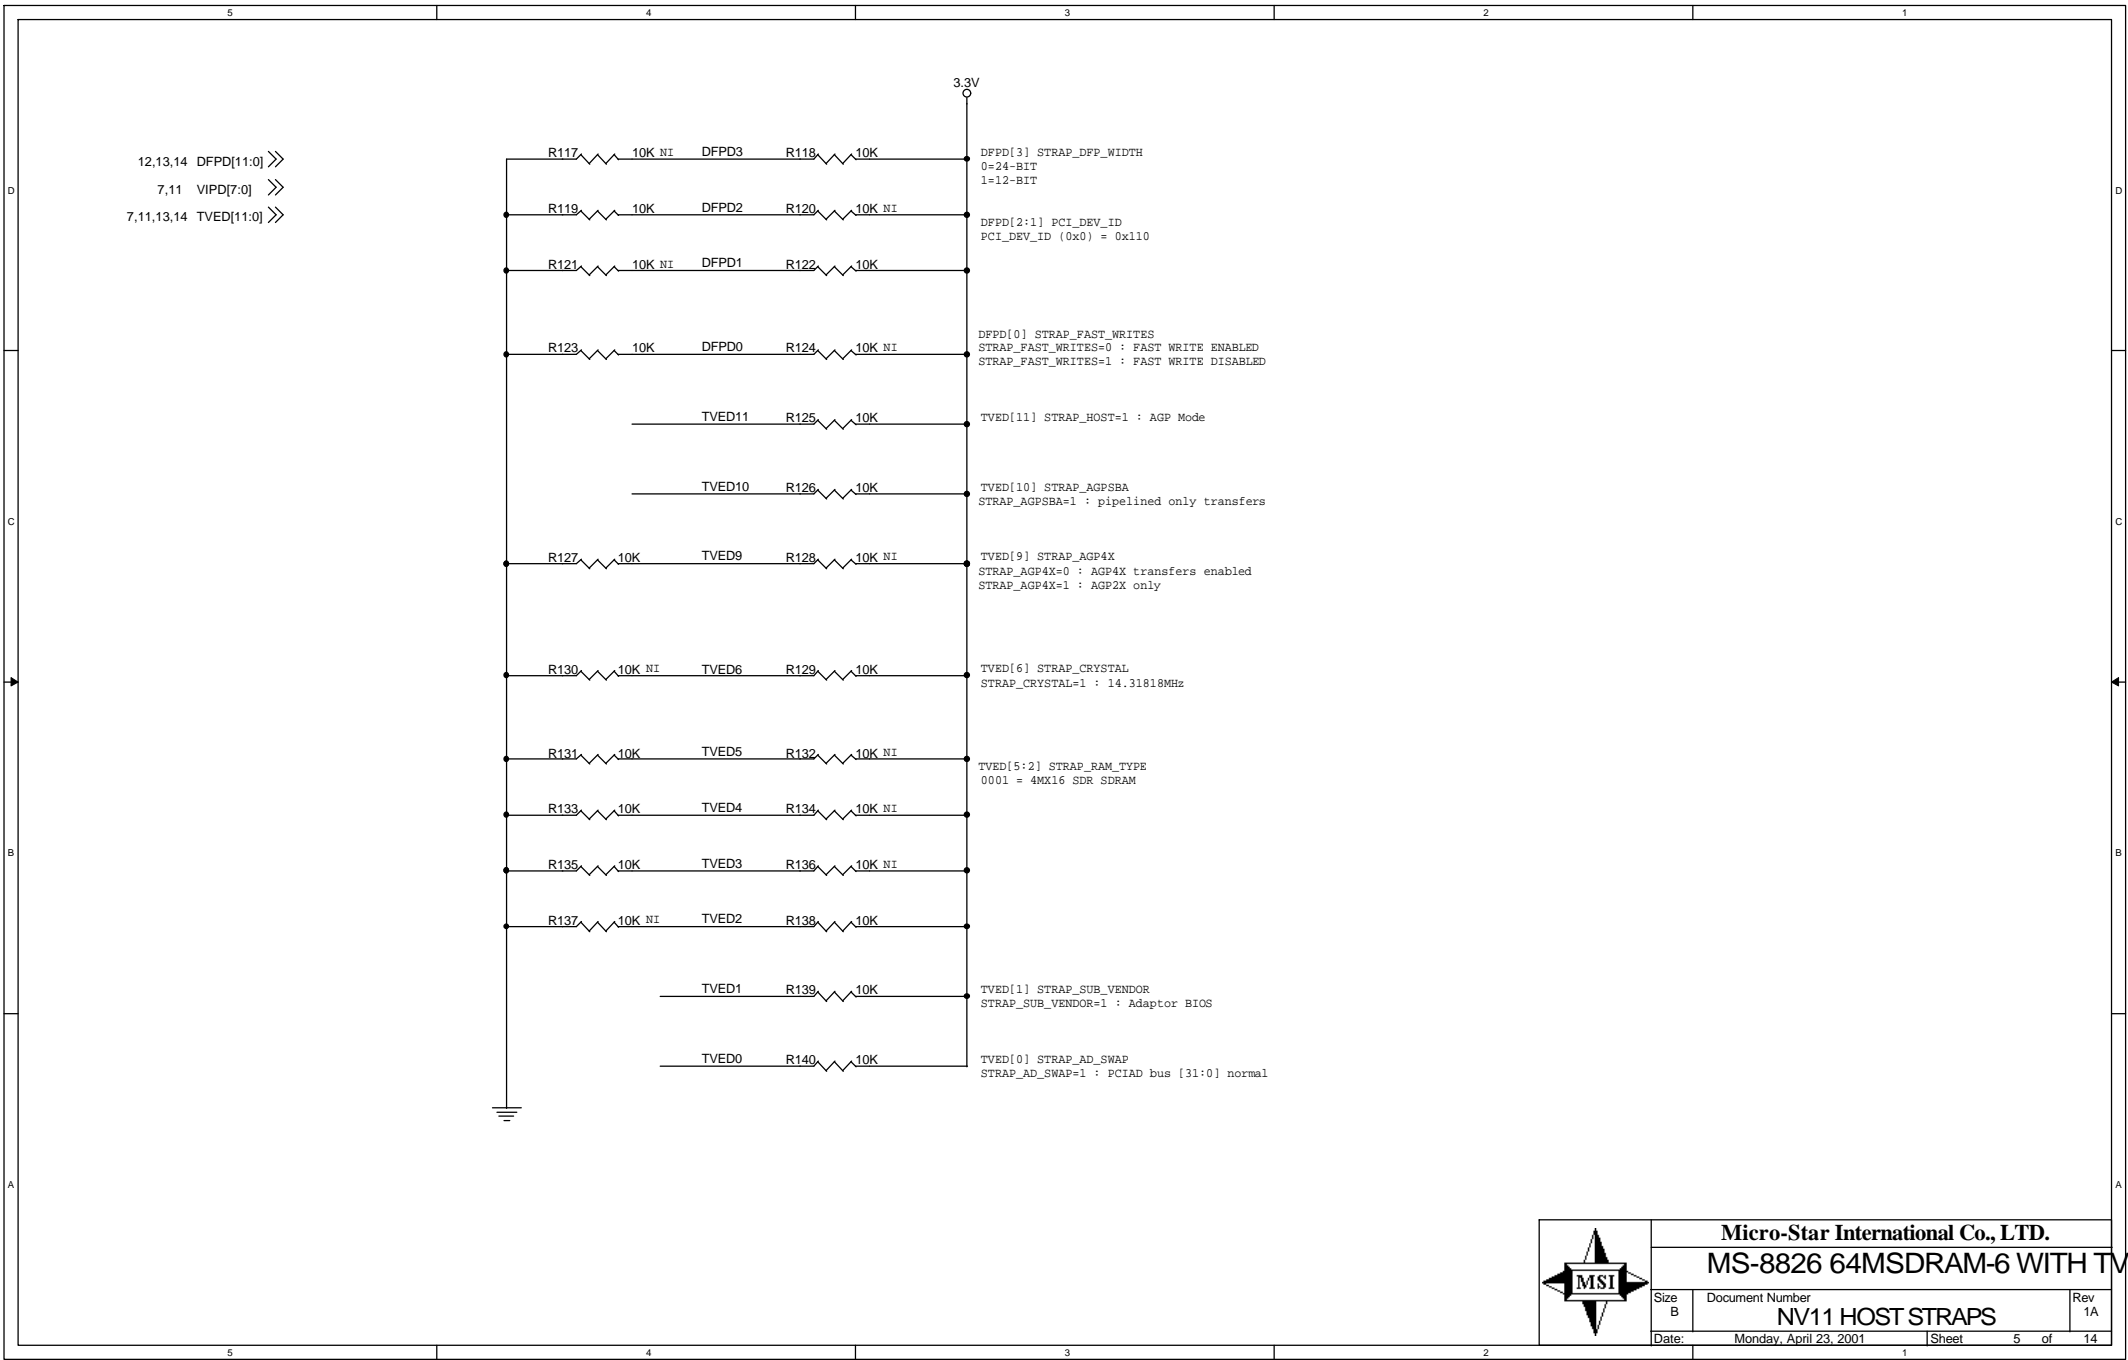 5 4 3 2 1
3.3V
12,13,14 DFPD[11:0]
7,11 VIPD[7:0]
7,11,13,14 TVED[11:0]
R117 10K NI DFPD3 R118 10K
DFPD[3] STRAP_DFP_WIDTH
0=24-BIT
1=12-BIT
D D
R119 10K DFPD2 R120 10K NI
DFPD[2:1] PCI_DEV_ID
PCI_DEV_ID (0x0) = 0x110
R121 10K NI DFPD1 R122 10K
DFPD[0] STRAP_FAST_WRITES
R123 10K DFPD0 R124 10K NI
STRAP_FAST_WRITES=0 : FAST WRITE ENABLED
STRAP_FAST_WRITES=1 : FAST WRITE DISABLED
TVED11 R125 10K
TVED[11] STRAP_HOST=1 : AGP Mode
TVED10 R126 10K
TVED[10] STRAP_AGPSBA
STRAP_AGPSBA=1 : pipelined only transfers
C C
R127 10K TVED9 R128 10K NI
TVED[9] STRAP_AGP4X
STRAP_AGP4X=0 : AGP4X transfers enabled
STRAP_AGP4X=1 : AGP2X only
R130 10K NI TVED6 R129 10K
TVED[6] STRAP_CRYSTAL
STRAP_CRYSTAL=1 : 14.31818MHz
R131 10K TVED5 R132 10K NI
TVED[5:2] STRAP_RAM_TYPE
0001 = 4MX16 SDR SDRAM
R133 10K TVED4 R134 10K NI
B B
R135 10K TVED3 R136 10K NI
R137 10K NI TVED2 R138 10K
TVED1 R139 10K
TVED[1] STRAP_SUB_VENDOR
STRAP_SUB_VENDOR=1 : Adaptor BIOS
TVED0 R140 10K
TVED[0] STRAP_AD_SWAP
STRAP_AD_SWAP=1 : PCIAD bus [31:0] normal
A A
MSI
Micro-Star International Co., LTD.
MS-8826 64MSDRAM-6 WITH TV
Size Document Number Rev
B NV11 HOST STRAPS 1A
Date: Monday, April 23, 2001 Sheet 5 of 14
5 4 3 2 1